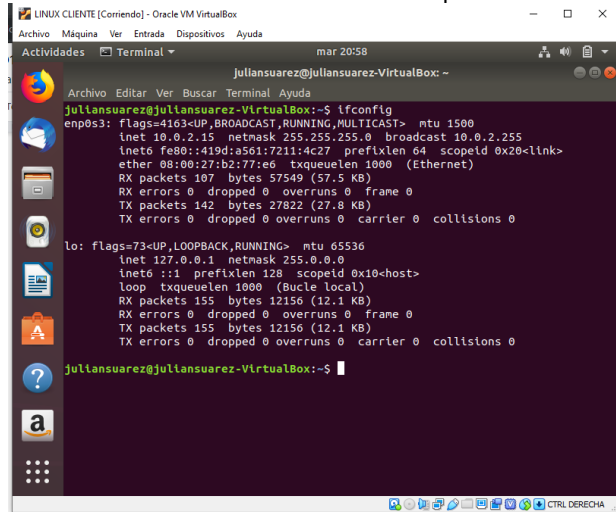 LINUX CLIENTE [Corriendo] - Oracle VM VirtualBox
Archivo Máquina Ver Entrada Dispositivos Ayuda
Actividades Terminal mar 20:58
juliansuarez@juliansuarez-VirtualBox: ~
Archivo Editar Ver Buscar Terminal Ayuda
juliansuarez@juliansuarez-VirtualBox:~$ ifconfig
enp0s3: flags=4163<UP,BROADCAST,RUNNING,MULTICAST> mtu 1500
inet 10.0.2.15 netmask 255.255.255.0 broadcast 10.0.2.255
inet6 fe80::419d:a561:7211:4c27 prefixlen 64 scopeid 0x20<link>
ether 08:00:27:b2:77:e6 txqueuelen 1000 (Ethernet)
RX packets 107 bytes 57549 (57.5 KB)
RX errors 0 dropped 0 overruns 0 frame 0
TX packets 142 bytes 27822 (27.8 KB)
TX errors 0 dropped 0 overruns 0 carrier 0 collisions 0
lo: flags=73<UP,LOOPBACK,RUNNING> mtu 65536
inet 127.0.0.1 netmask 255.0.0.0
inet6 ::1 prefixlen 128 scopeid 0x10<host>
loop txqueuelen 1000 (Bucle local)
RX packets 155 bytes 12156 (12.1 KB)
RX errors 0 dropped 0 overruns 0 frame 0
TX packets 155 bytes 12156 (12.1 KB)
TX errors 0 dropped 0 overruns 0 carrier 0 collisions 0
juliansuarez@juliansuarez-VirtualBox:~$
CTRL DERECHA